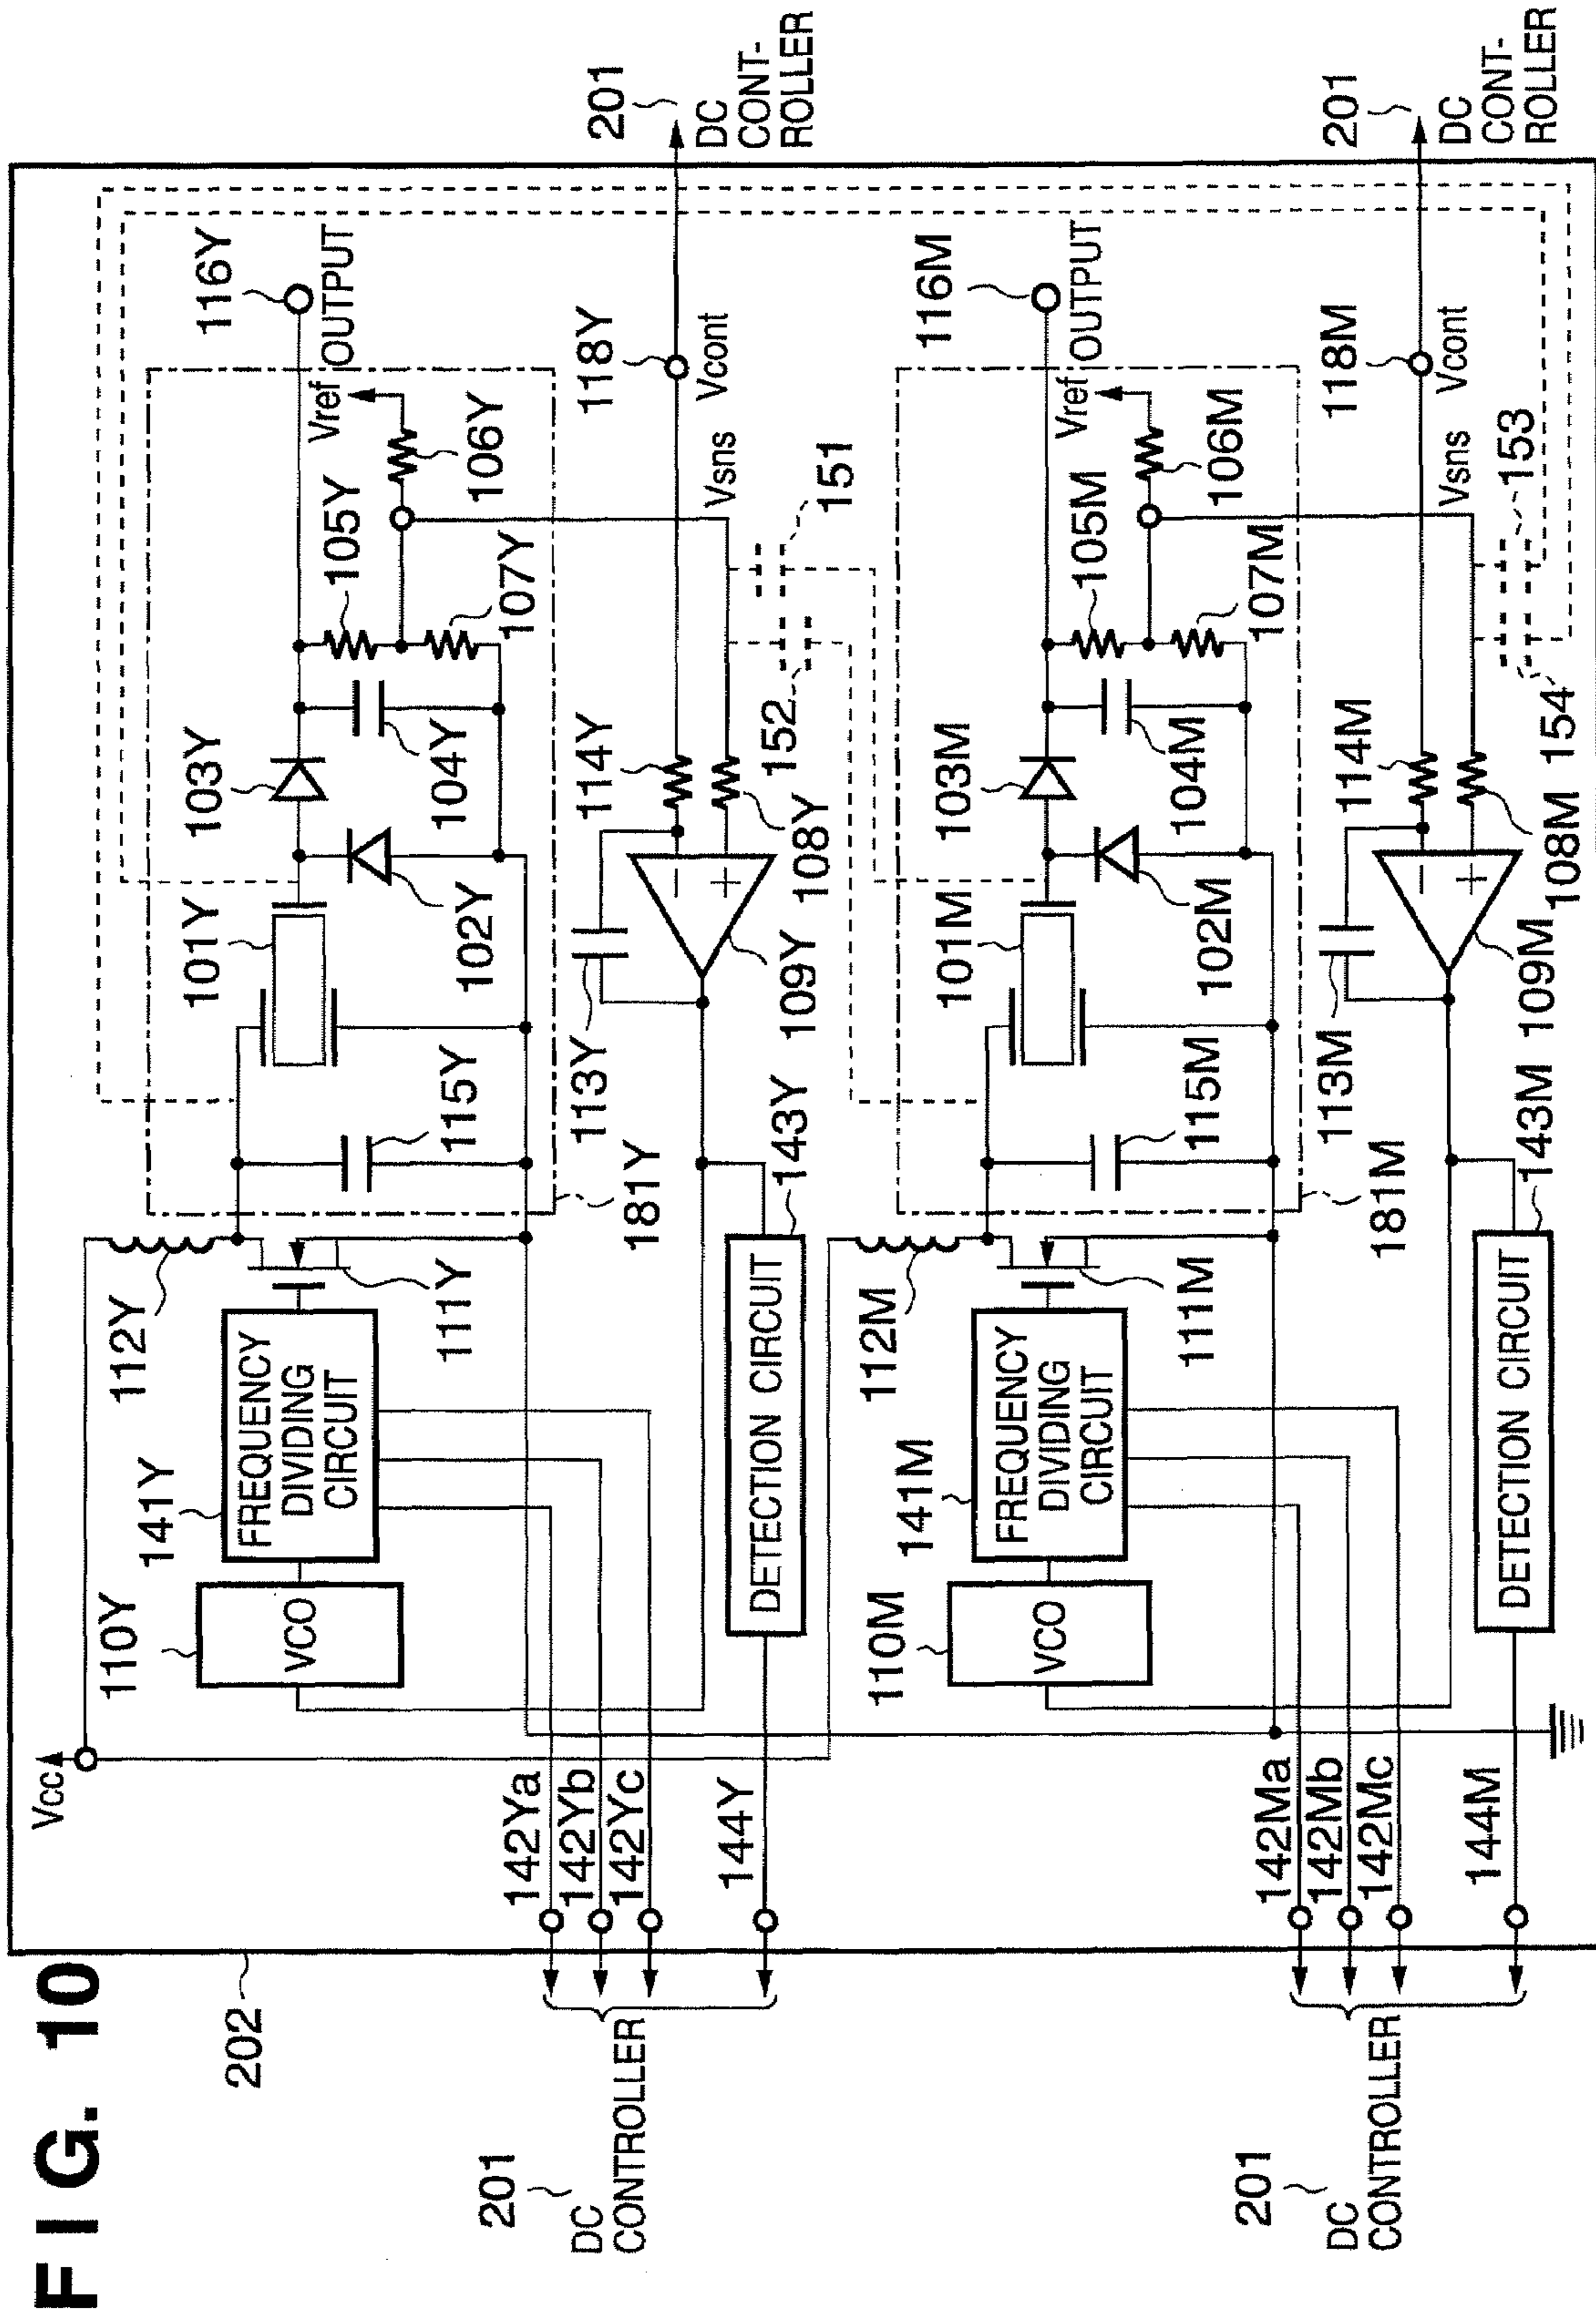 FIG. 10
202
Vcc
110Y
VCO
141Y
FREQUENCY
DIVIDING
CIRCUIT
112Y
111Y
115Y
181Y
101Y
102Y
103Y
104Y
105Y
107Y
106Y
Vref
116Y
OUTPUT
113Y
109Y
114Y
108Y
118Y
Vcont
Vsns
201
DC
CONT-
ROLLER
151
152
142Ya
142Yb
142Yc
144Y
143Y
DETECTION CIRCUIT
201
DC
CONTROLLER
110M
VCO
141M
FREQUENCY
DIVIDING
CIRCUIT
112M
111M
115M
181M
101M
102M
103M
104M
105M
107M
106M
Vref
116M
OUTPUT
113M
109M
114M
108M
118M
Vcont
Vsns
201
DC
CONT-
ROLLER
153
154
142Ma
142Mb
142Mc
144M
143M
DETECTION CIRCUIT
201
DC
CONTROLLER